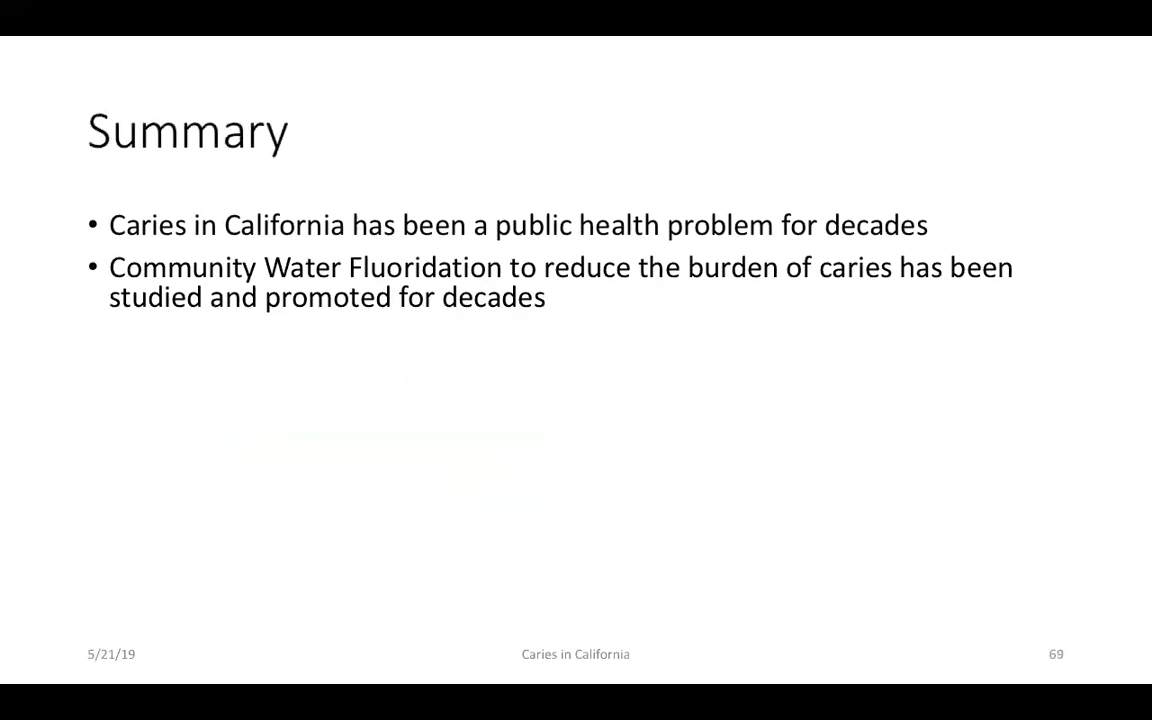 Summary
• Caries in California has been a public health problem for decades
• Community Water Fluoridation to reduce the burden of caries has been
studied and promoted for decades
5/21/19
Caries in California
69